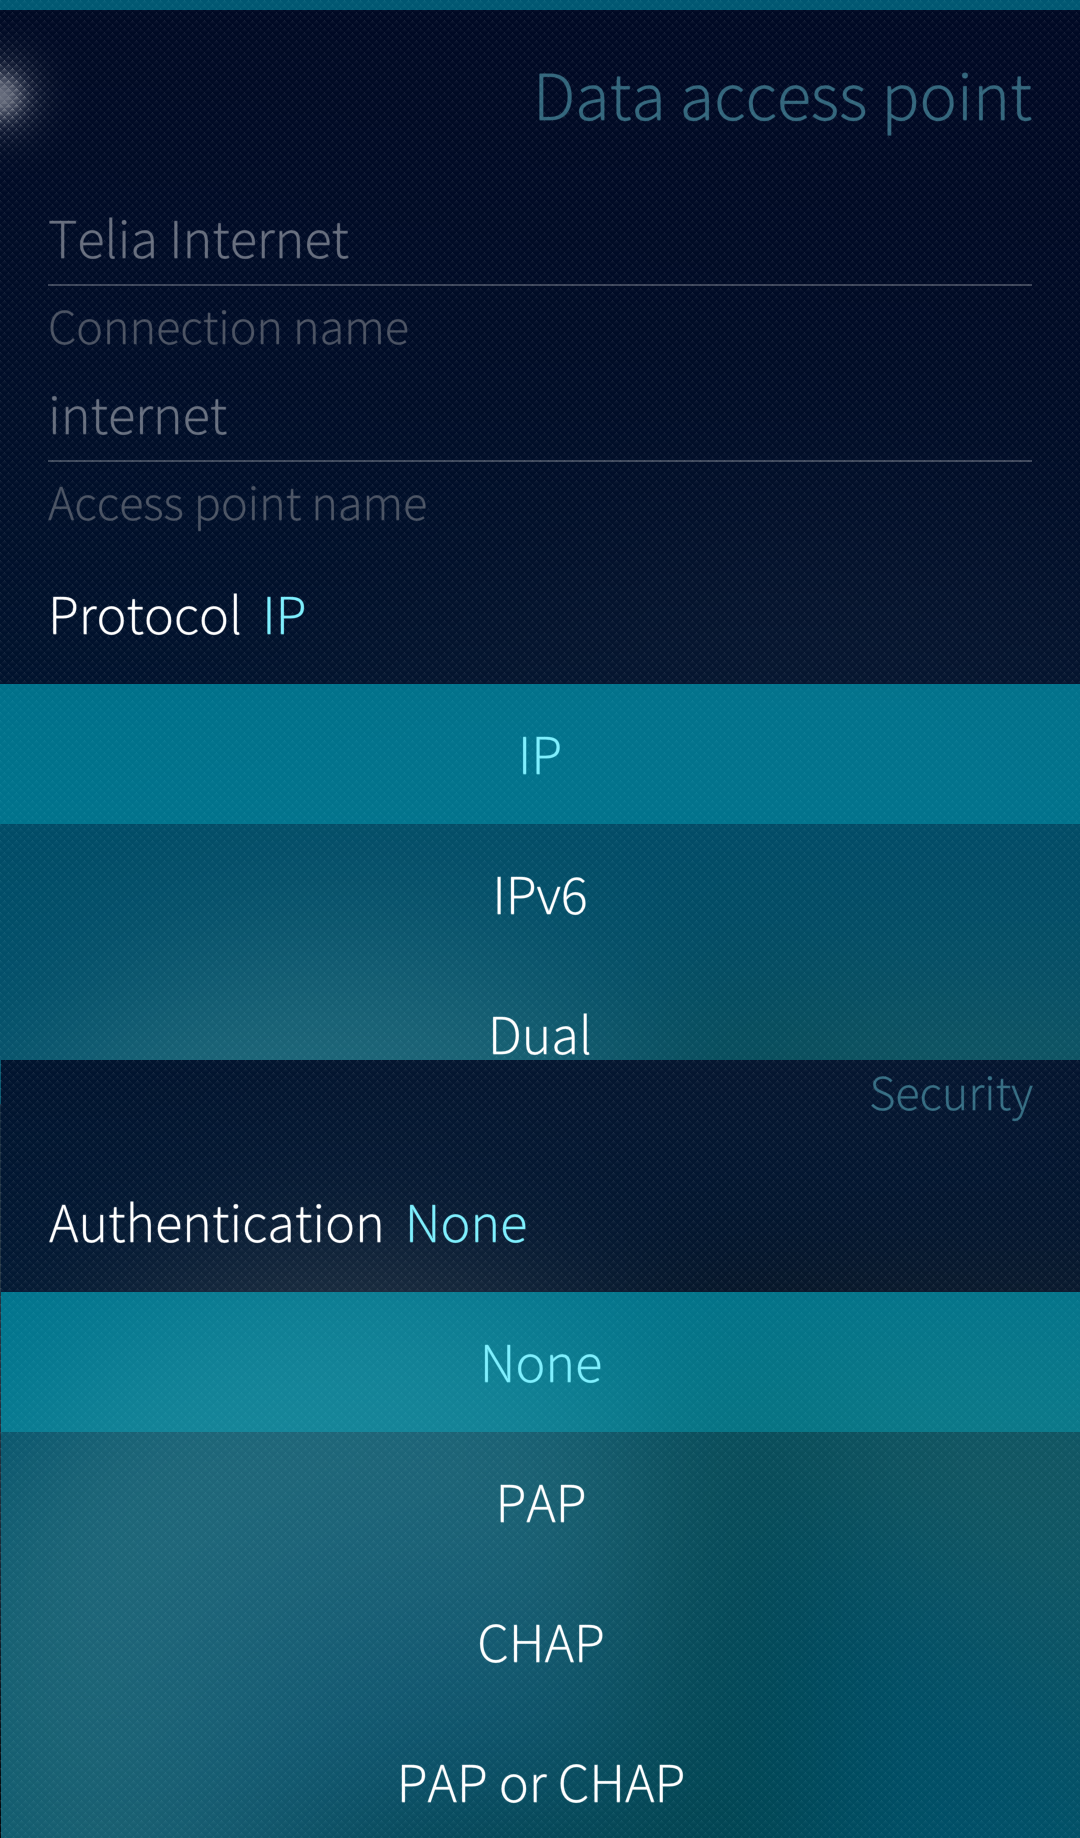 Data access point
Telia Internet
Connection name
internet
Access point name
Protocol IP
IP
IPv6
Dual
Security
Authentication None
None
PAP
CHAP
PAP or CHAP